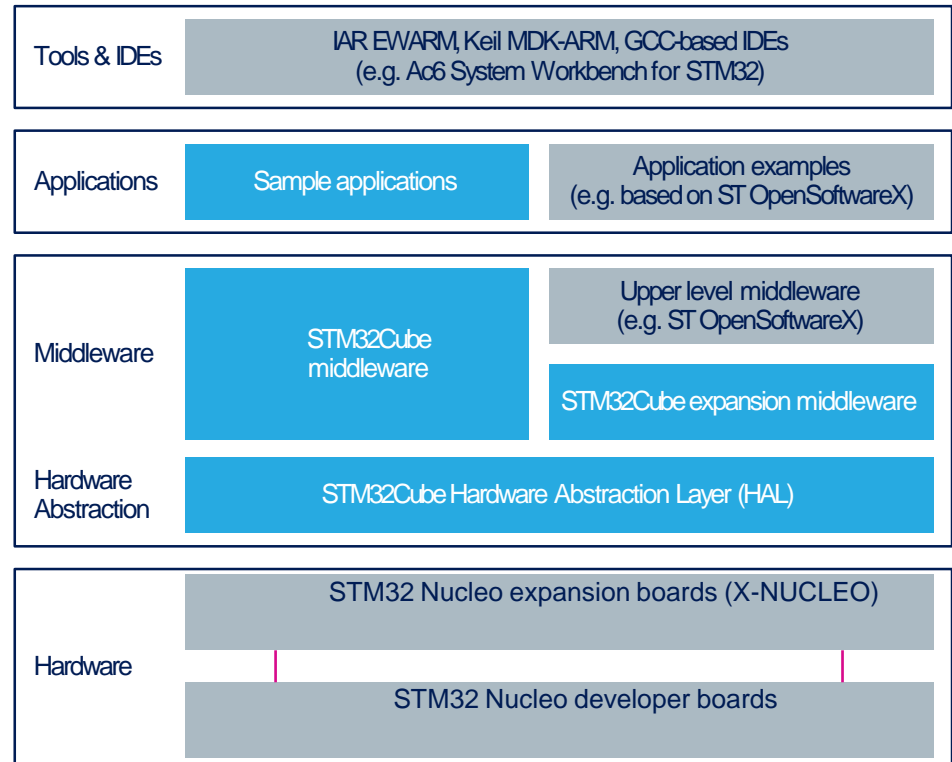 Tools & IDEs
IAR EWARM, Keil MDK-ARM, GCC-based IDEs
(e.g. Ac6 System Workbench for STM32)
Applications
Sample applications
Application examples
(e.g. based on ST OpenSoftwareX)
Middleware
STM32Cube
middleware
Upper level middleware
(e.g. ST OpenSoftwareX)
STM32Cube expansion middleware
Hardware
Abstraction
STM32Cube Hardware Abstraction Layer (HAL)
Hardware
STM32 Nucleo expansion boards (X-NUCLEO)
STM32 Nucleo developer boards